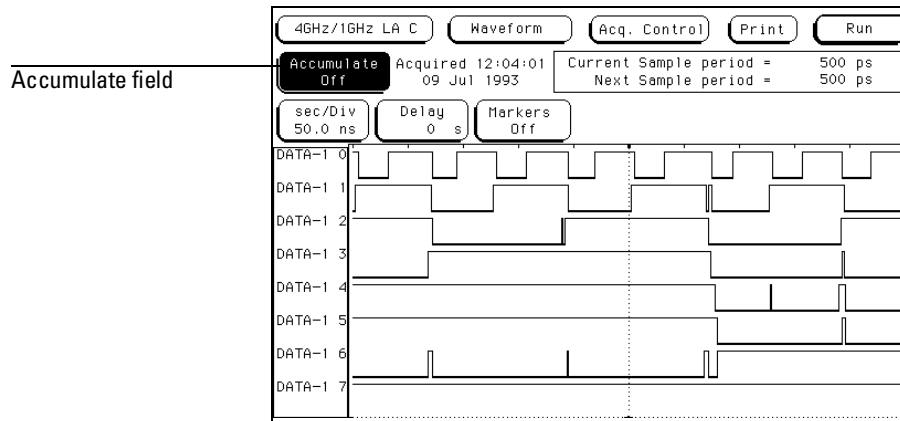 4GHz/1GHz LA C Waveform Acq. Control Print Run
Accumulate Off
Acquired 12:04:01
09 Jul 1993
Current Sample period = 500 ps
Next Sample period = 500 ps
Accumulate field
sec/Div 50.0 ns
Delay 0 s
Markers Off
DATA-1 0
DATA-1 1
DATA-1 2
DATA-1 3
DATA-1 4
DATA-1 5
DATA-1 6
DATA-1 7